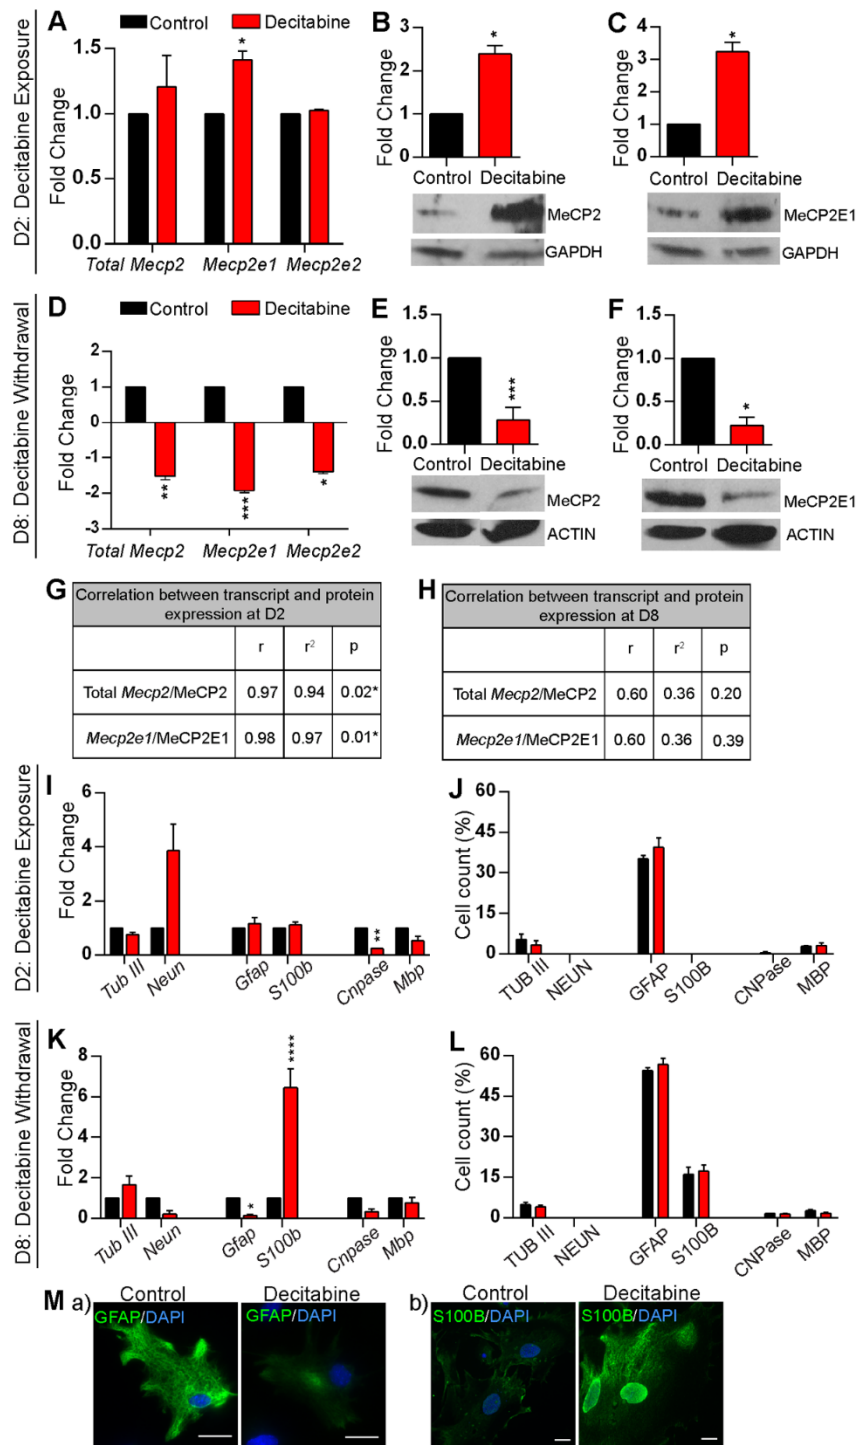 A
Control
Decitabine
D2: Decitabine Exposure
Fold Change
1.5
1.0
0.5
0.0
*
Total Mecp2
Mecp2e1
Mecp2e2
B
Fold Change
3
2
1
0
*
Control
Decitabine
MeCP2
GAPDH
C
Fold Change
4
3
2
1
0
*
Control
Decitabine
MeCP2E1
GAPDH
D8: Decitabine Withdrawal
D
Control
Decitabine
Fold Change
2
1
0
-1
-2
-3
**
***
*
Total Mecp2
Mecp2e1
Mecp2e2
E
Fold Change
1.5
1.0
0.5
0.0
***
Control
Decitabine
MeCP2
ACTIN
F
Fold Change
1.5
1.0
0.5
0.0
*
Control
Decitabine
MeCP2E1
ACTIN
G
Correlation between transcript and protein
expression at D2
r r² p
Total Mecp2/MeCP2 0.97 0.94 0.02*
Mecp2e1/MeCP2E1 0.98 0.97 0.01*
H
Correlation between transcript and protein
expression at D8
r r² p
Total Mecp2/MeCP2 0.60 0.36 0.20
Mecp2e1/MeCP2E1 0.60 0.36 0.39
D2: Decitabine Exposure
I
Fold Change
6
4
2
0
**
Tub III
Neun
Gfap
S100b
Cnpase
Mbp
J
Cell count (%)
60
45
30
15
0
TUB III
NEUN
GFAP
S100B
CNPase
MBP
D8: Decitabine Withdrawal
K
Fold Change
8
6
4
2
0
*
****
Tub III
Neun
Gfap
S100b
Cnpase
Mbp
L
Cell count (%)
60
45
30
15
0
TUB III
NEUN
GFAP
S100B
CNPase
MBP
M a)
Control
GFAP/DAPI
Decitabine
GFAP/DAPI
b)
Control
S100B/DAPI
Decitabine
S100B/DAPI